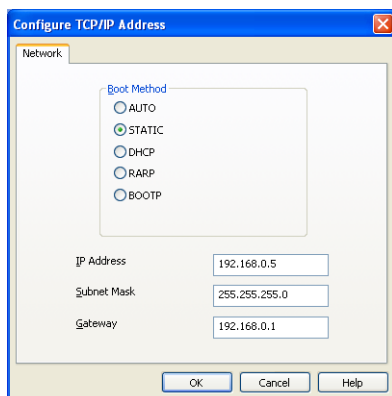 Configure TCP/IP Address
Network
Boot Method
AUTO
STATIC
DHCP
RARP
BOOTP
IP Address 192.168.0.5
Subnet Mask 255.255.255.0
Gateway 192.168.0.1
OK Cancel Help